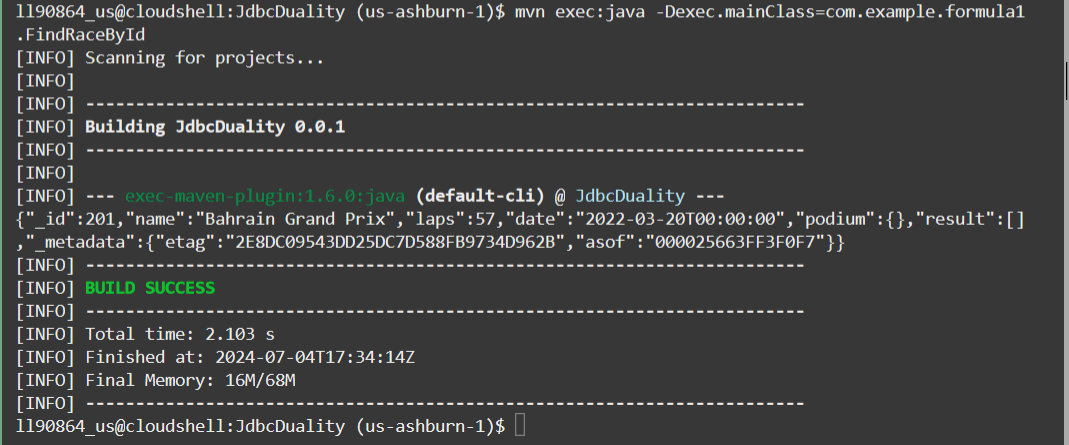 ll90864_us@cloudshell:JdbcDuality (us-ashburn-1)$ mvn exec:java -Dexec.mainClass=com.example.formula1
.FindRaceById
[INFO] Scanning for projects...
[INFO]
[INFO] ------------------------------------------------------------------------
[INFO] Building JdbcDuality 0.0.1
[INFO] ------------------------------------------------------------------------
[INFO]
[INFO] --- exec-maven-plugin:1.6.0:java (default-cli) @ JdbcDuality ---
{"_id":201,"name":"Bahrain Grand Prix","laps":57,"date":"2022-03-20T00:00:00","podium":{},"result":[]
,"_metadata":{"etag":"2E8DC09543DD25DC7D588FB9734D962B","asof":"000025663FF3F0F7"}}
[INFO] ------------------------------------------------------------------------
[INFO] BUILD SUCCESS
[INFO] ------------------------------------------------------------------------
[INFO] Total time: 2.103 s
[INFO] Finished at: 2024-07-04T17:34:14Z
[INFO] Final Memory: 16M/68M
[INFO] ------------------------------------------------------------------------
ll90864_us@cloudshell:JdbcDuality (us-ashburn-1)$